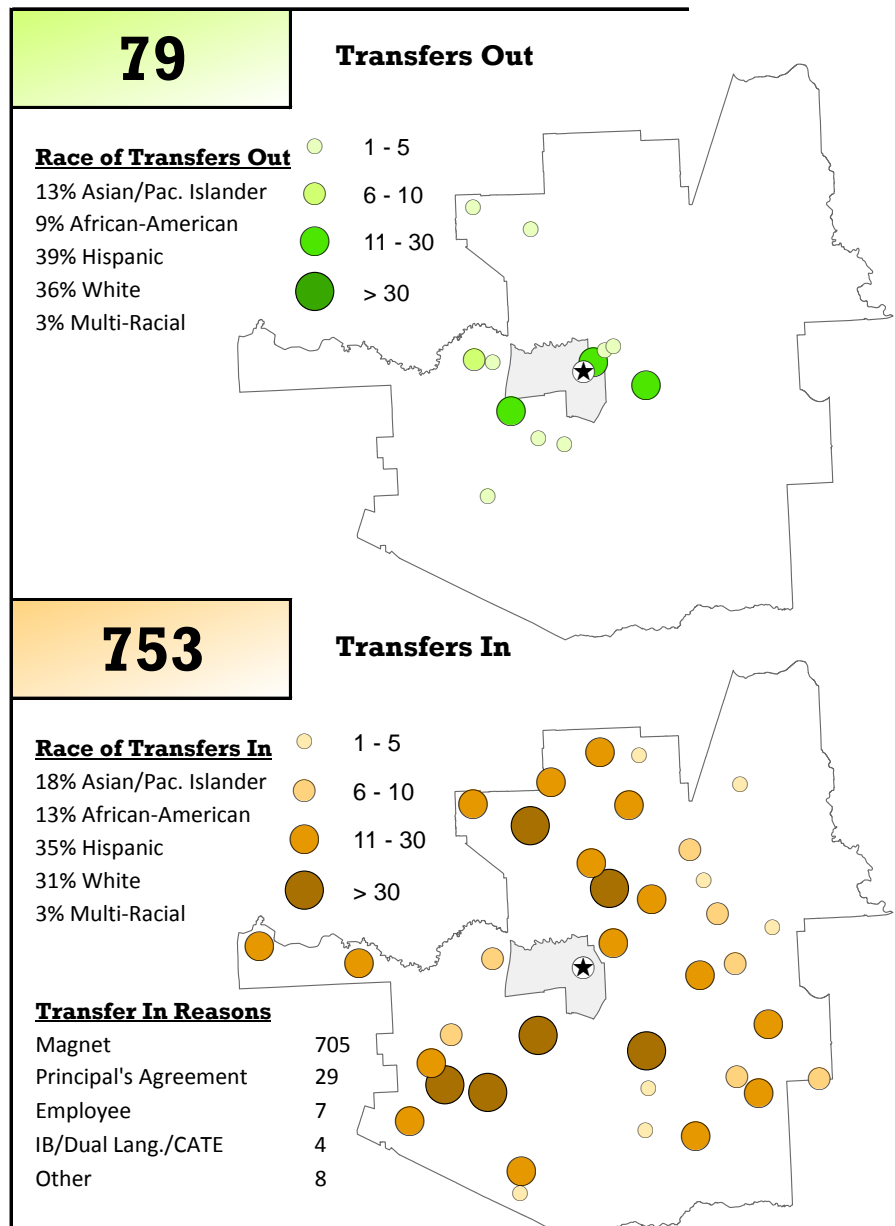 79
Transfers Out
Race of Transfers Out
13% Asian/Pac. Islander
9% African-American
39% Hispanic
36% White
3% Multi-Racial
1 - 5
6 - 10
11 - 30
> 30
753
Transfers In
Race of Transfers In
18% Asian/Pac. Islander
13% African-American
35% Hispanic
31% White
3% Multi-Racial
1 - 5
6 - 10
11 - 30
> 30
Transfer In Reasons
Magnet 705
Principal's Agreement 29
Employee 7
IB/Dual Lang./CATE 4
Other 8